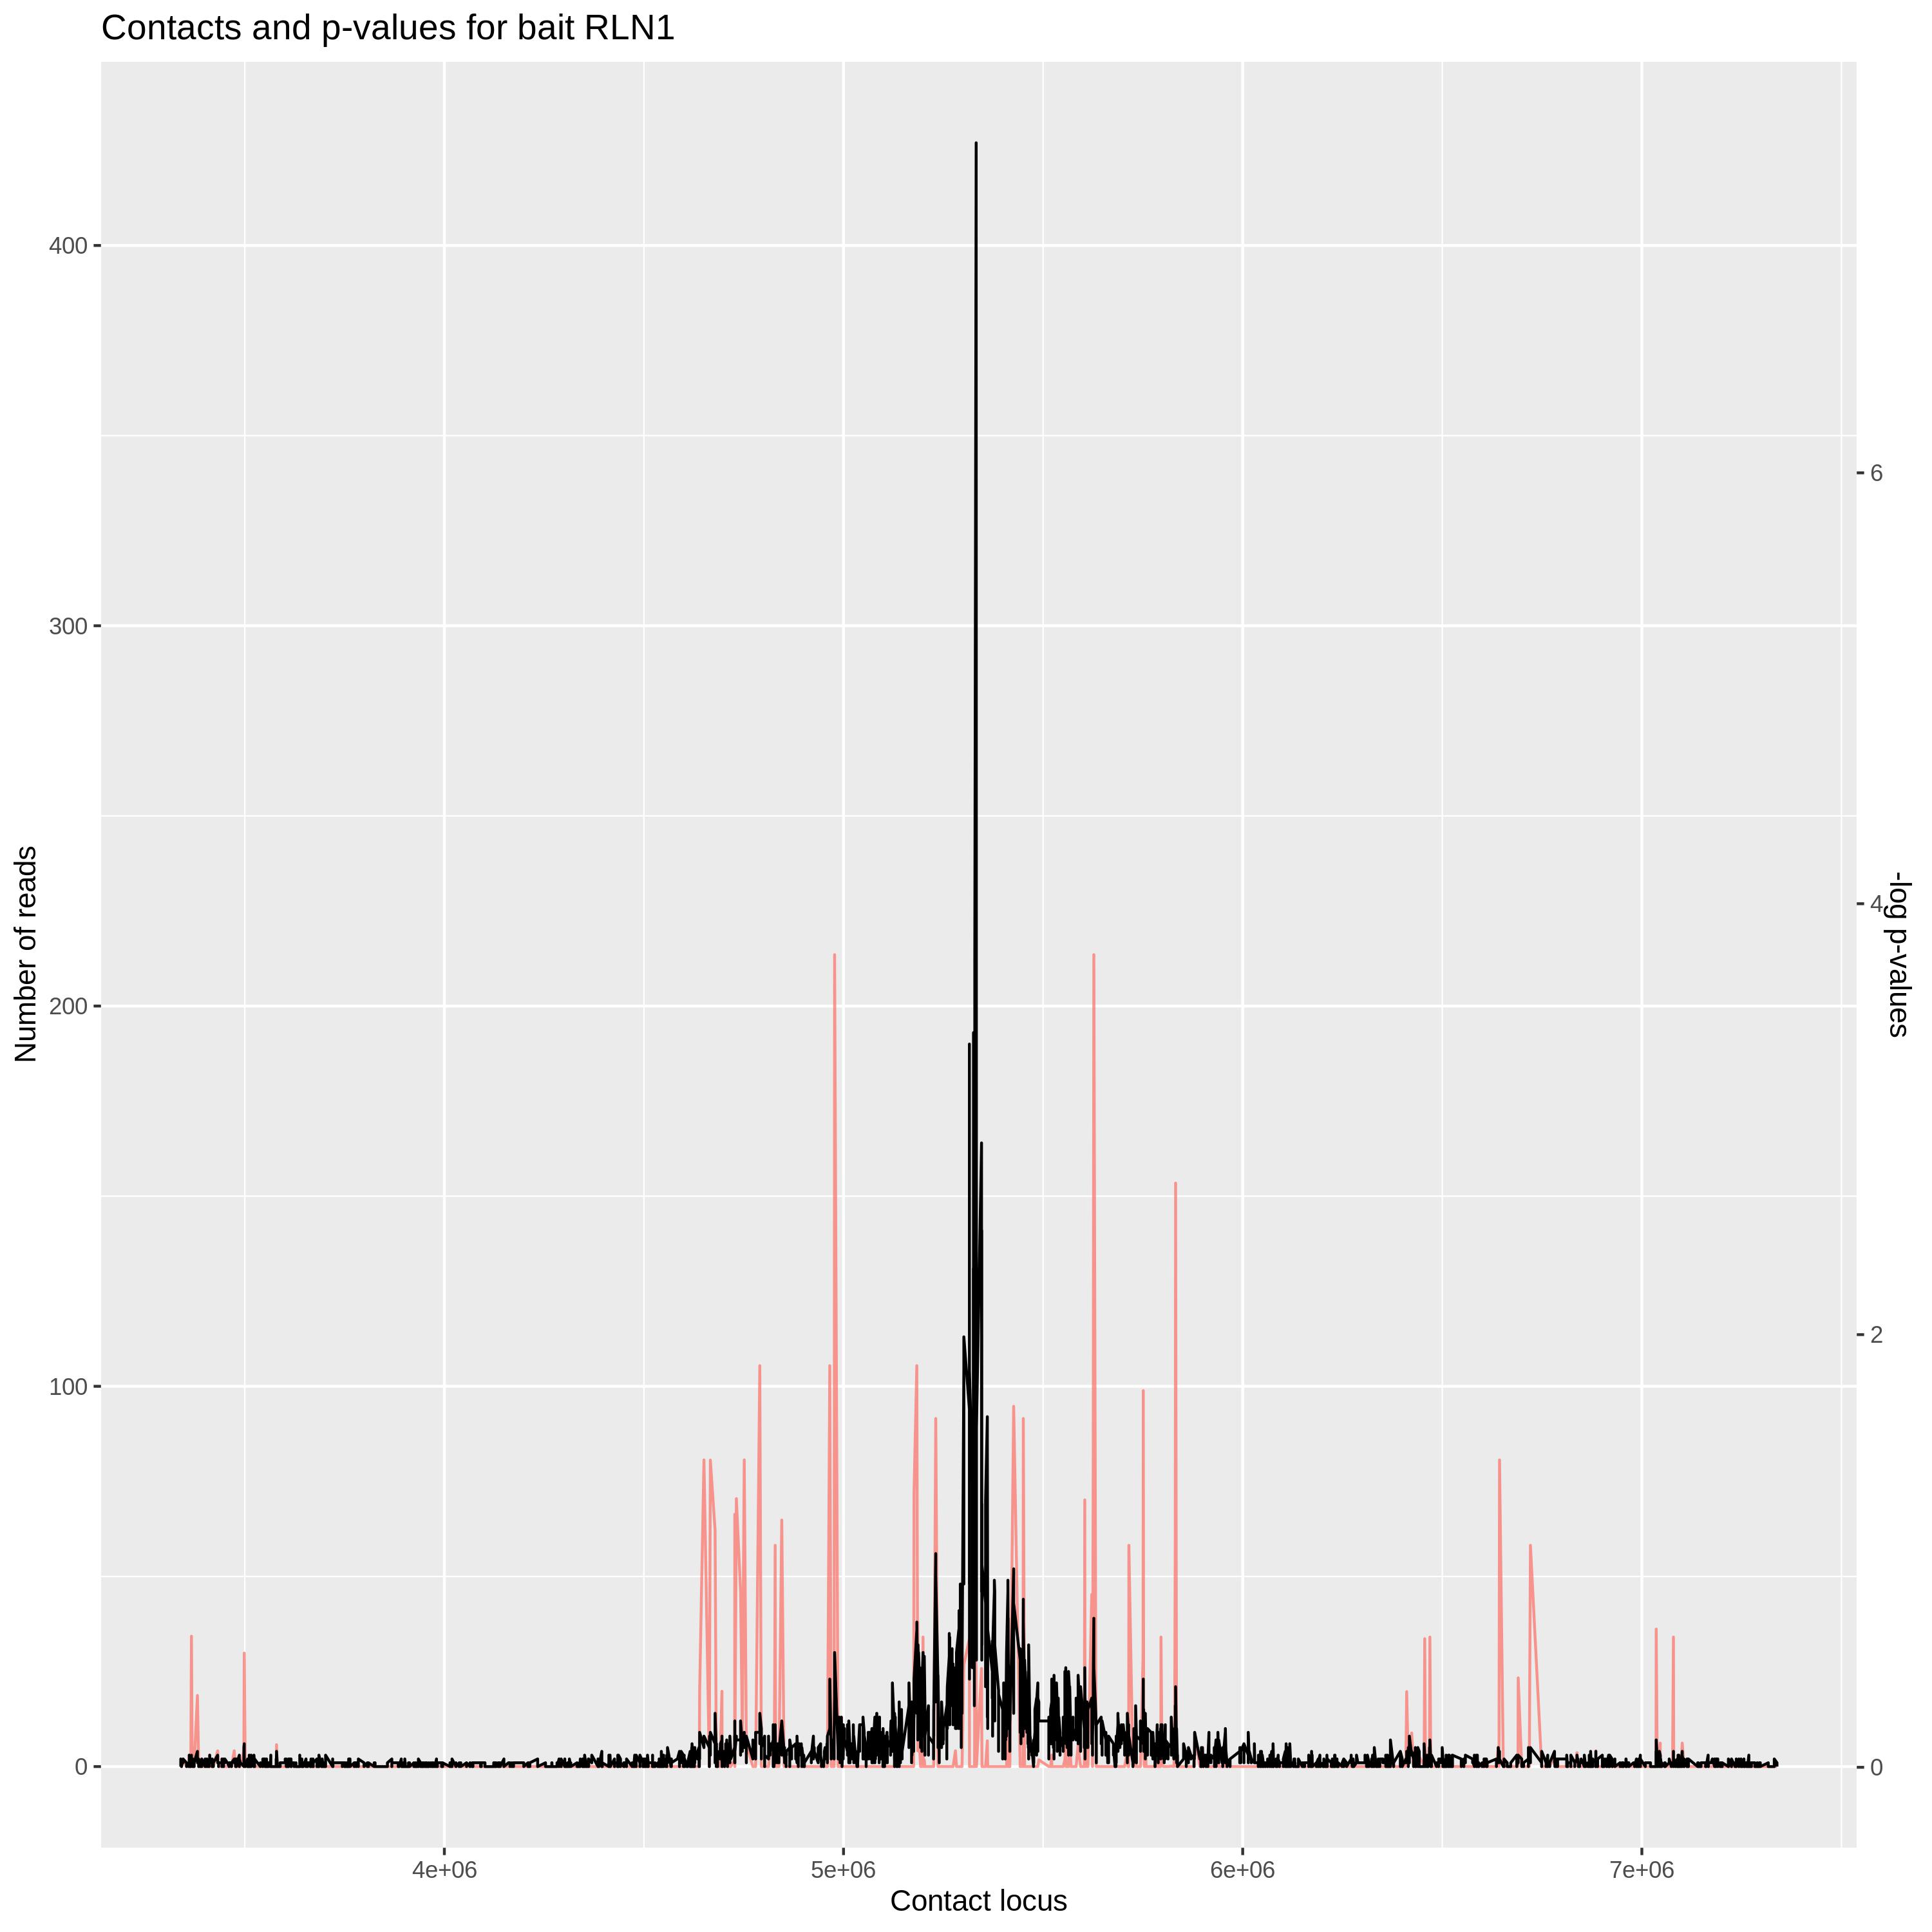 Contacts and p-values for bait RLN1
400
300
200
100
0
Number of reads
6
4
2
0
-log p-values
4e+06 5e+06 6e+06 7e+06
Contact locus